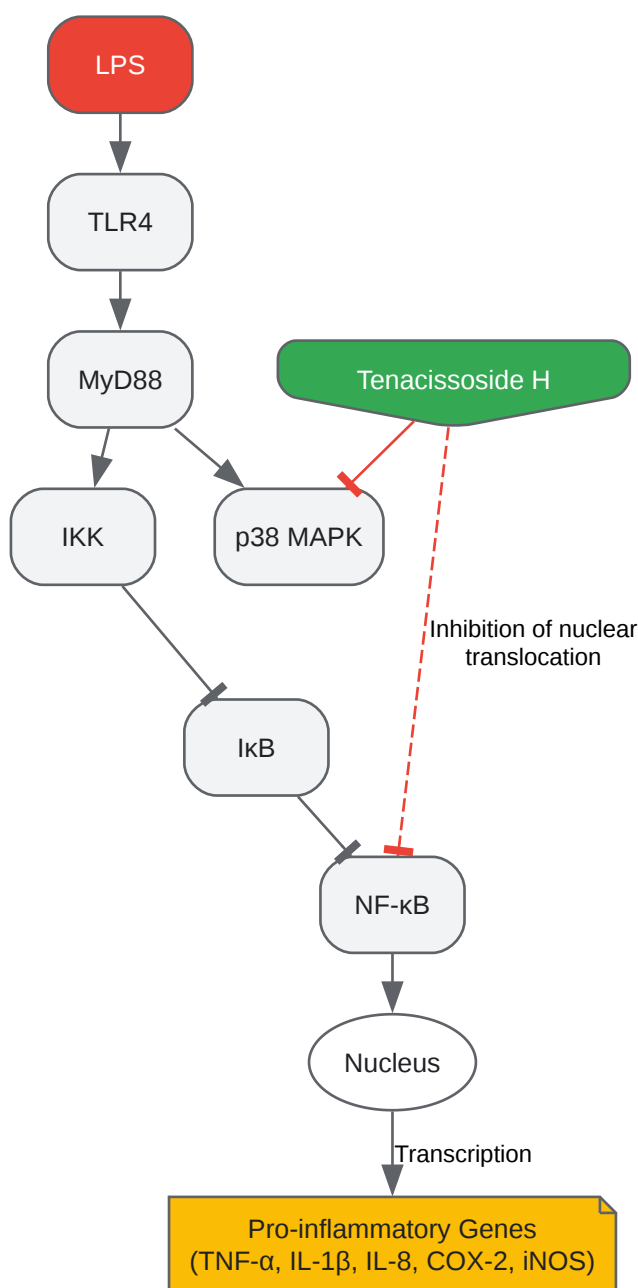 LPS
TLR4
MyD88
Tenacissoside H
IKK
p38 MAPK
Inhibition of nuclear
translocation
IκB
NF-κB
Nucleus
Transcription
Pro-inflammatory Genes
(TNF-α, IL-1β, IL-8, COX-2, iNOS)